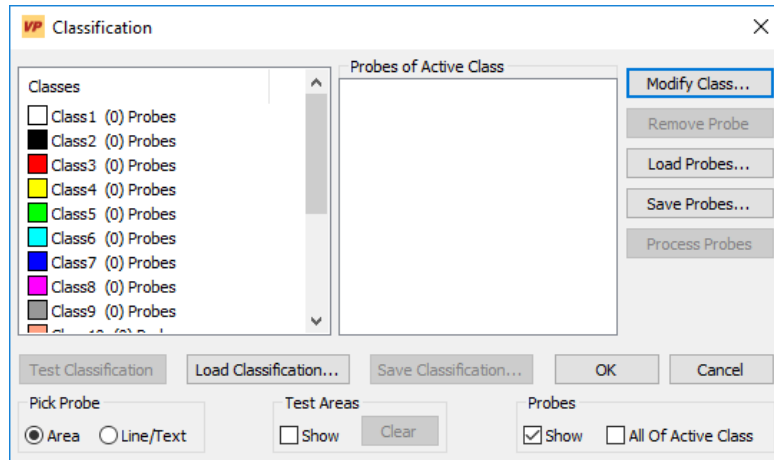 VP Classification
Classes
Class1 (0) Probes
Class2 (0) Probes
Class3 (0) Probes
Class4 (0) Probes
Class5 (0) Probes
Class6 (0) Probes
Class7 (0) Probes
Class8 (0) Probes
Class9 (0) Probes
Probes of Active Class
Modify Class...
Remove Probe
Load Probes...
Save Probes...
Process Probes
Test Classification Load Classification... Save Classification... OK Cancel
Pick Probe
Area Line/Text
Test Areas
Show Clear
Probes
Show All Of Active Class